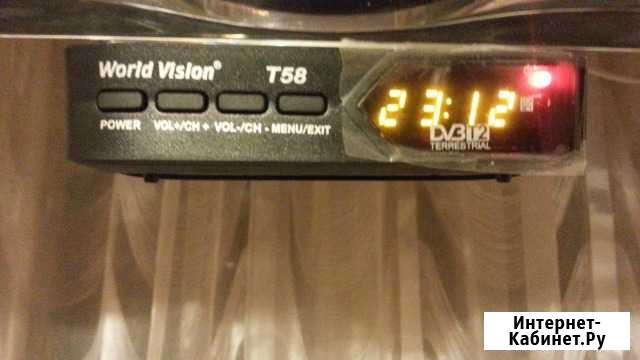 World Vision® T58
23:12
POWER VOL+/CH + VOL-/CH - MENU/EXIT
DVB T2
TERRESTRIAL
Интернет-
Кабинет.Ру